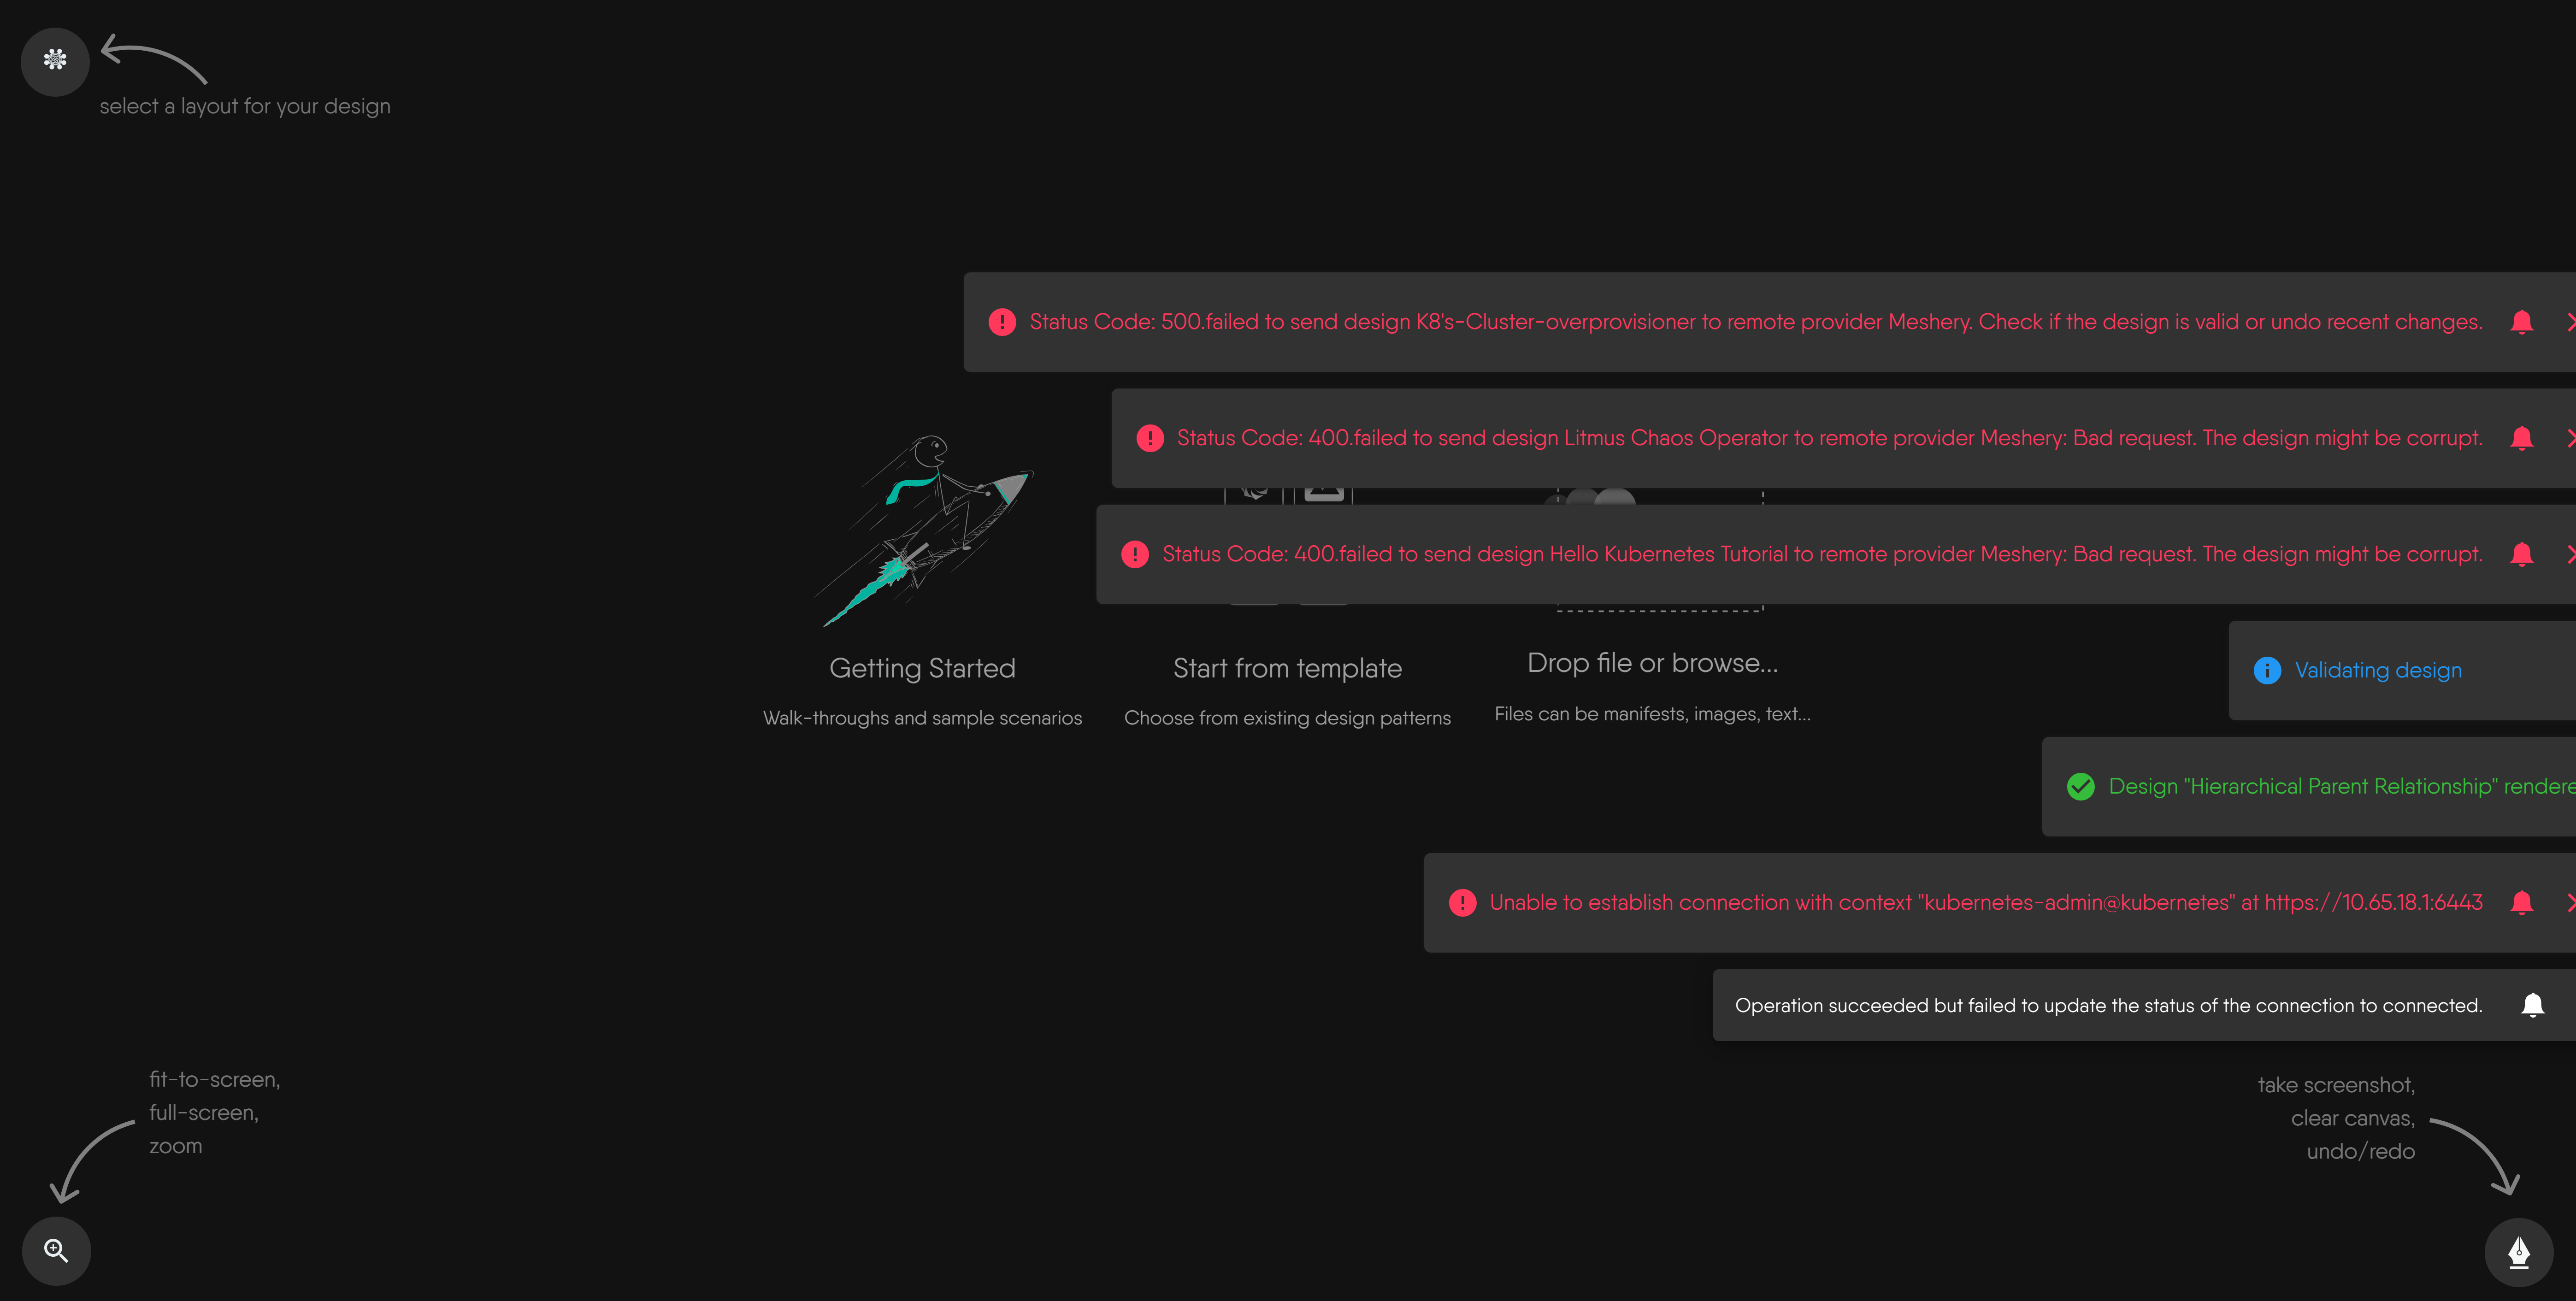 select a layout for your design
Status Code: 500.failed to send design K8's-Cluster-overprovisioner to remote provider Meshery. Check if the design is valid or undo recent changes.
Status Code: 400.failed to send design Litmus Chaos Operator to remote provider Meshery: Bad request. The design might be corrupt.
Status Code: 400.failed to send design Hello Kubernetes Tutorial to remote provider Meshery: Bad request. The design might be corrupt.
Getting Started
Walk-throughs and sample scenarios
Start from template
Choose from existing design patterns
Drop file or browse...
Files can be manifests, images, text...
Validating design
Design "Hierarchical Parent Relationship" rendere
Unable to establish connection with context "kubernetes-admin@kubernetes" at https://10.65.18.1:6443
Operation succeeded but failed to update the status of the connection to connected.
fit-to-screen,
full-screen,
zoom
take screenshot,
clear canvas,
undo/redo